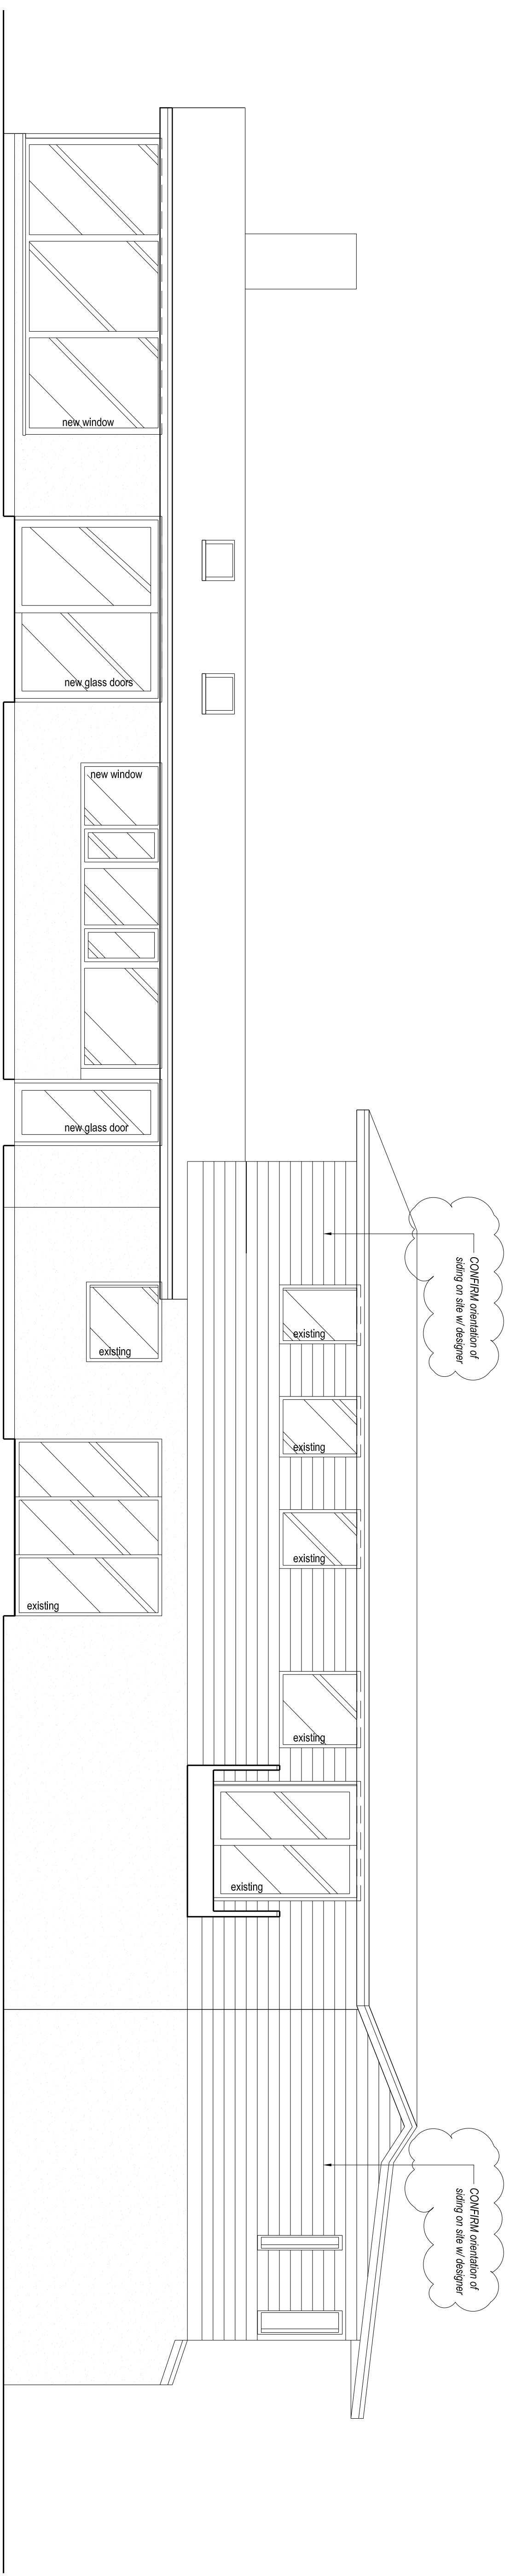 new window
new glass doors
new window
new glass door
CONFIRM orientation of
siding on site w/ designer
existing
existing
existing
existing
existing
existing
existing
CONFIRM orientation of
siding on site w/ designer